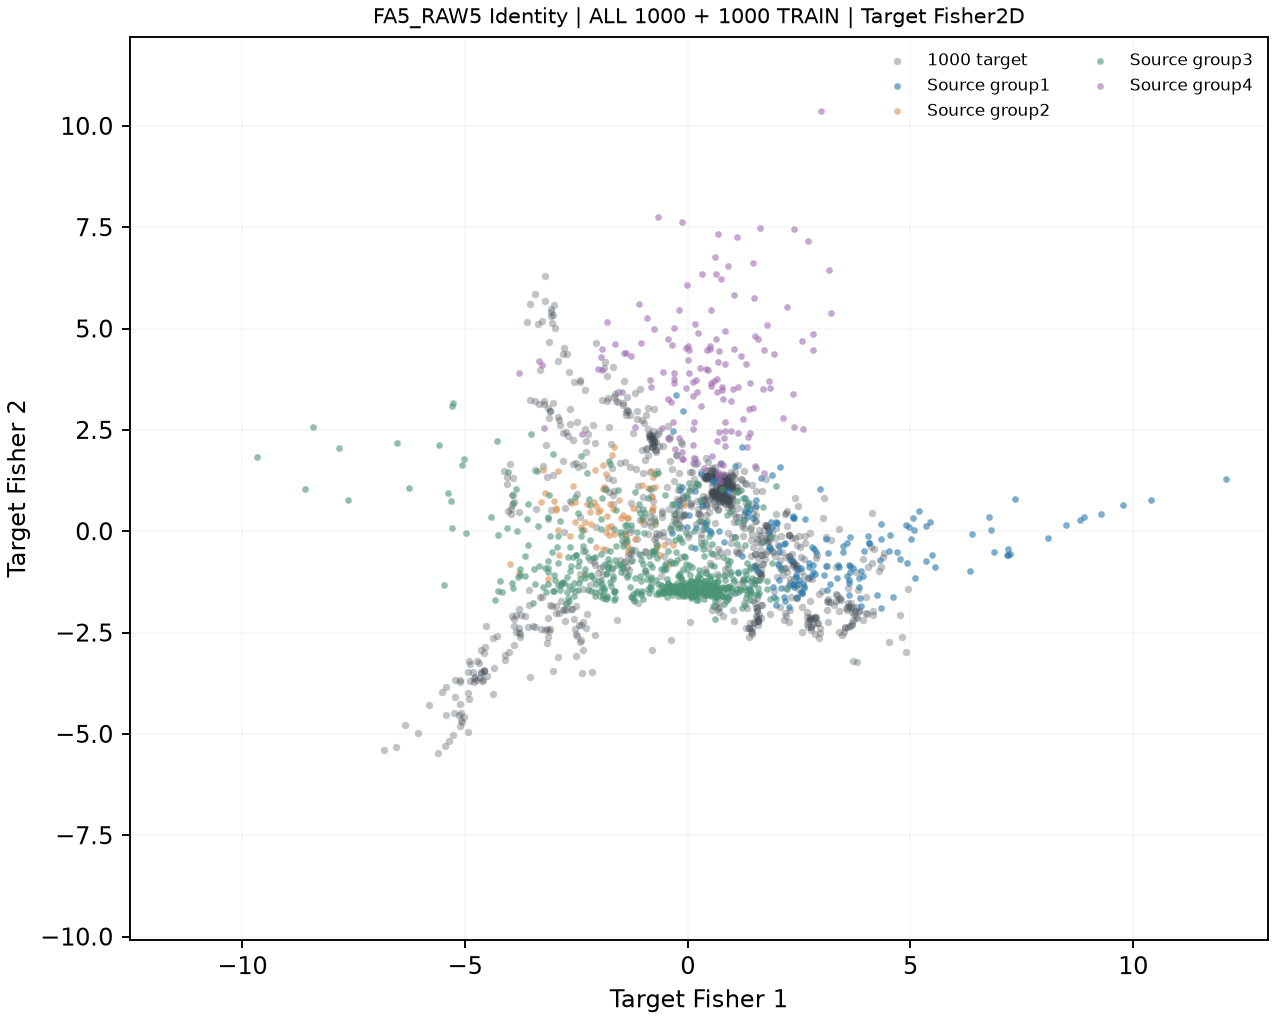 FA5_RAW5 Identity | ALL 1000 + 1000 TRAIN | Target Fisher2D
1000 target
Source group1
Source group2
Source group3
Source group4
Target Fisher 2
10.0
7.5
5.0
2.5
0.0
−2.5
−5.0
−7.5
−10.0
−10
−5
0
5
10
Target Fisher 1